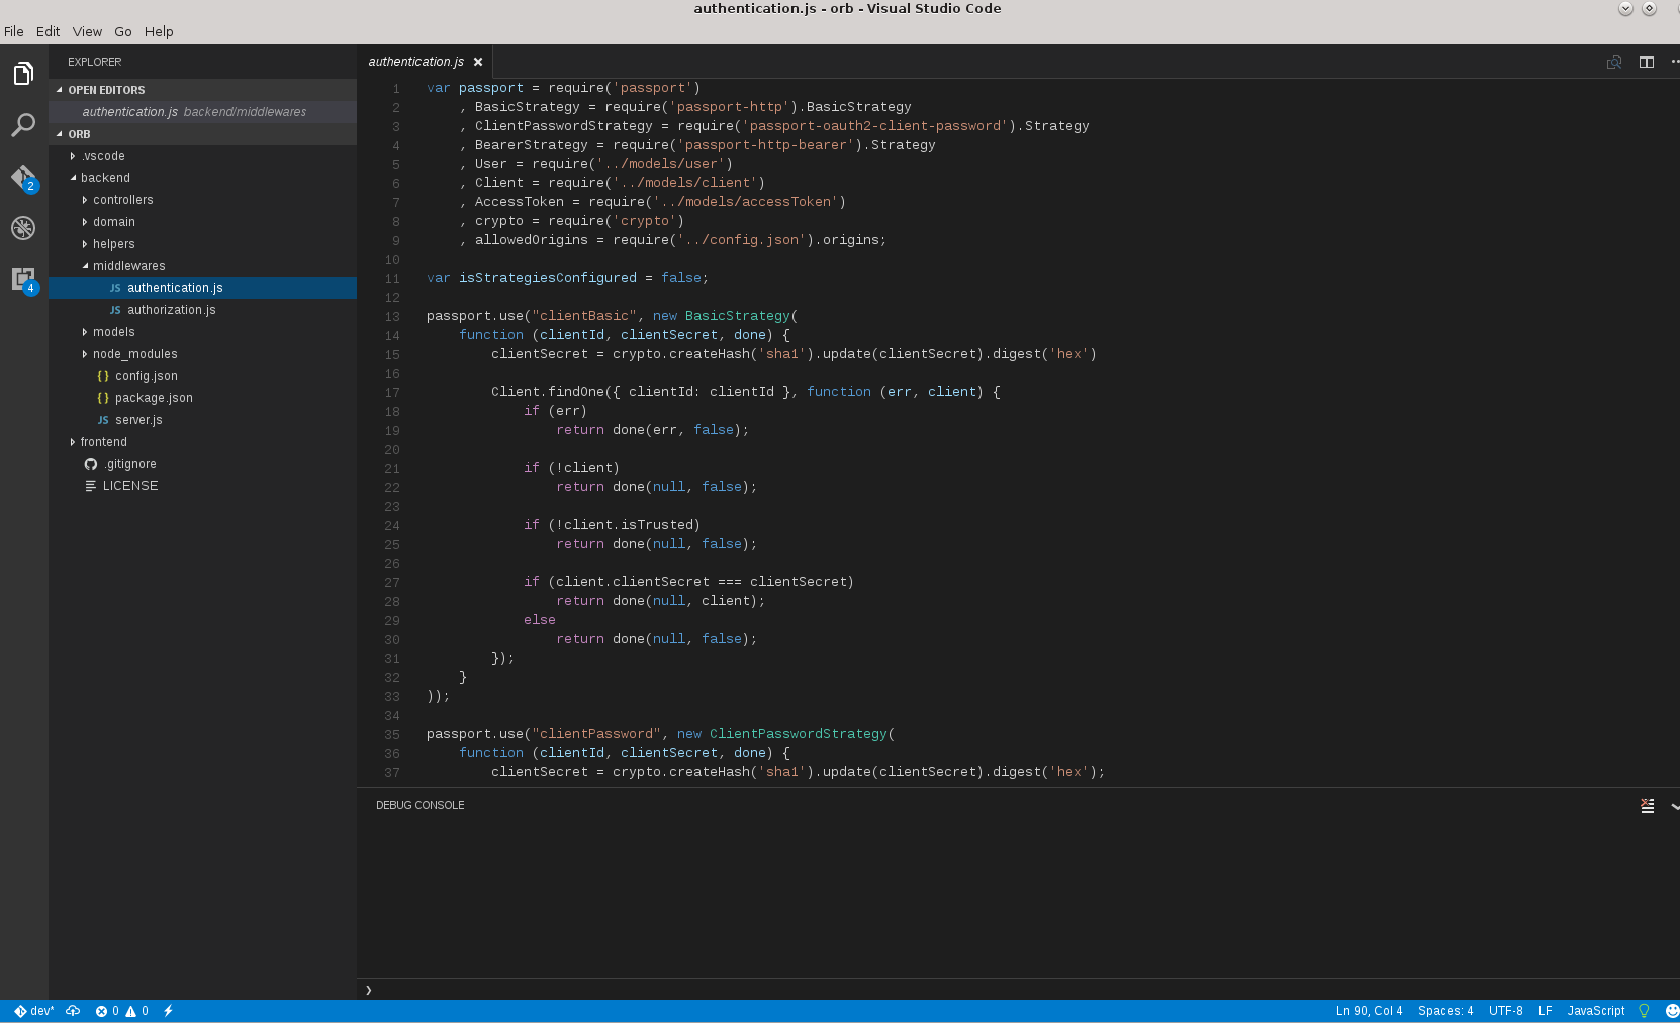 authentication.js - orb - Visual Studio Code
File Edit View Go Help
EXPLORER
OPEN EDITORS
authentication.js backend/middlewares
ORB
.vscode
backend
controllers
domain
helpers
middlewares
JS authentication.js
JS authorization.js
models
node_modules
{} config.json
{} package.json
JS server.js
frontend
.gitignore
LICENSE
2
4
authentication.js
1 var passport = require('passport')
2     , BasicStrategy = require('passport-http').BasicStrategy
3     , ClientPasswordStrategy = require('passport-oauth2-client-password').Strategy
4     , BearerStrategy = require('passport-http-bearer').Strategy
5     , User = require('../models/user')
6     , Client = require('../models/client')
7     , AccessToken = require('../models/accessToken')
8     , crypto = require('crypto')
9     , allowedOrigins = require('../config.json').origins;
10
11 var isStrategiesConfigured = false;
12
13 passport.use("clientBasic", new BasicStrategy(
14     function (clientId, clientSecret, done) {
15         clientSecret = crypto.createHash('sha1').update(clientSecret).digest('hex')
16
17         Client.findOne({ clientId: clientId }, function (err, client) {
18             if (err)
19                 return done(err, false);
20
21             if (!client)
22                 return done(null, false);
23
24             if (!client.isTrusted)
25                 return done(null, false);
26
27             if (client.clientSecret === clientSecret)
28                 return done(null, client);
29             else
30                 return done(null, false);
31         });
32     }
33 ));
34
35 passport.use("clientPassword", new ClientPasswordStrategy(
36     function (clientId, clientSecret, done) {
37         clientSecret = crypto.createHash('sha1').update(clientSecret).digest('hex');
DEBUG CONSOLE
dev* 0 0 Ln 90, Col 4 Spaces: 4 UTF-8 LF JavaScript